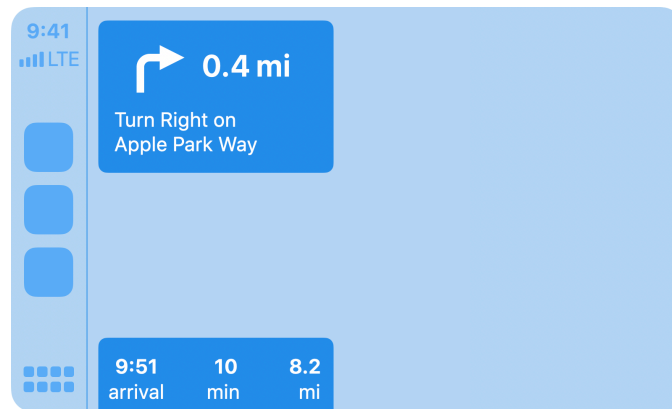 9:41
LTE
0.4 mi
Turn Right on
Apple Park Way
9:51 10 8.2
arrival min mi